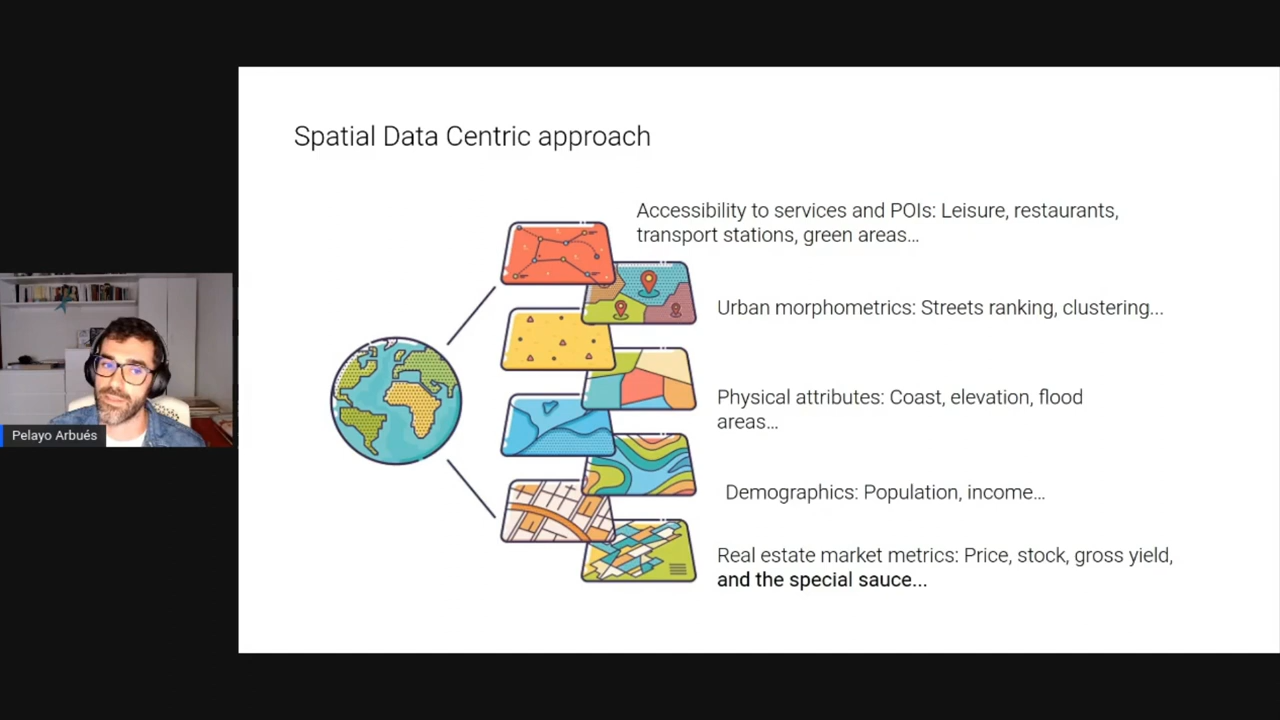 Spatial Data Centric approach
Accessibility to services and POIs: Leisure, restaurants,
transport stations, green areas...
Urban morphometrics: Streets ranking, clustering...
Physical attributes: Coast, elevation, flood
areas...
Pelayo Arbués
Demographics: Population, income...
Real estate market metrics: Price, stock, gross yield,
and the special sauce...